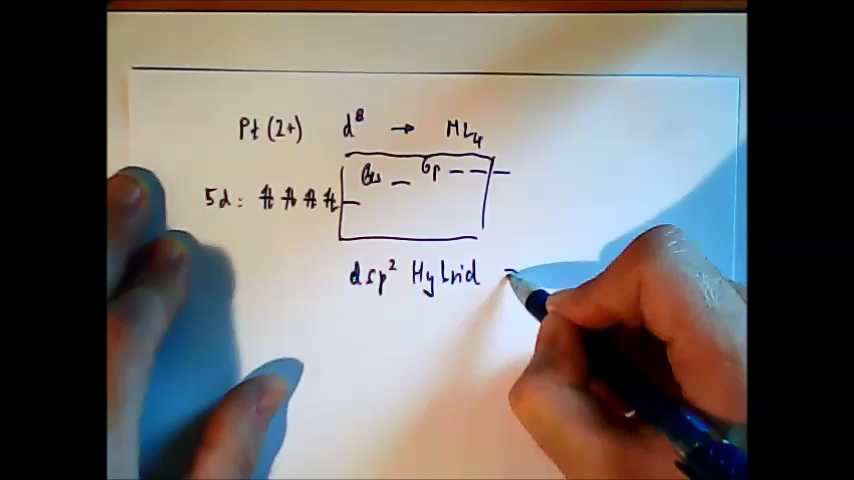 Pt (2+) d⁸ → ML₄
6s 6p
5d:
dsp² Hybrid